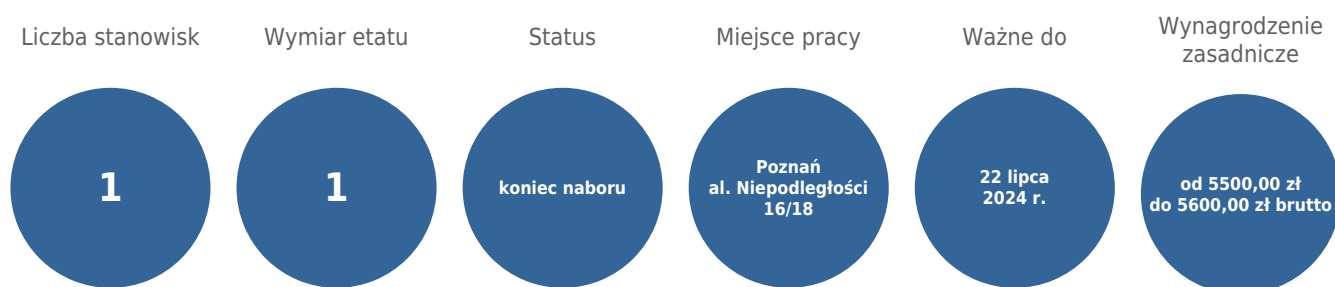 Liczba stanowisk
1
Wymiar etatu
1
Status
koniec naboru
Miejsce pracy
Poznań
al. Niepodległości
16/18
Ważne do
22 lipca
2024 r.
Wynagrodzenie
zasadnicze
od 5500,00 zł
do 5600,00 zł brutto